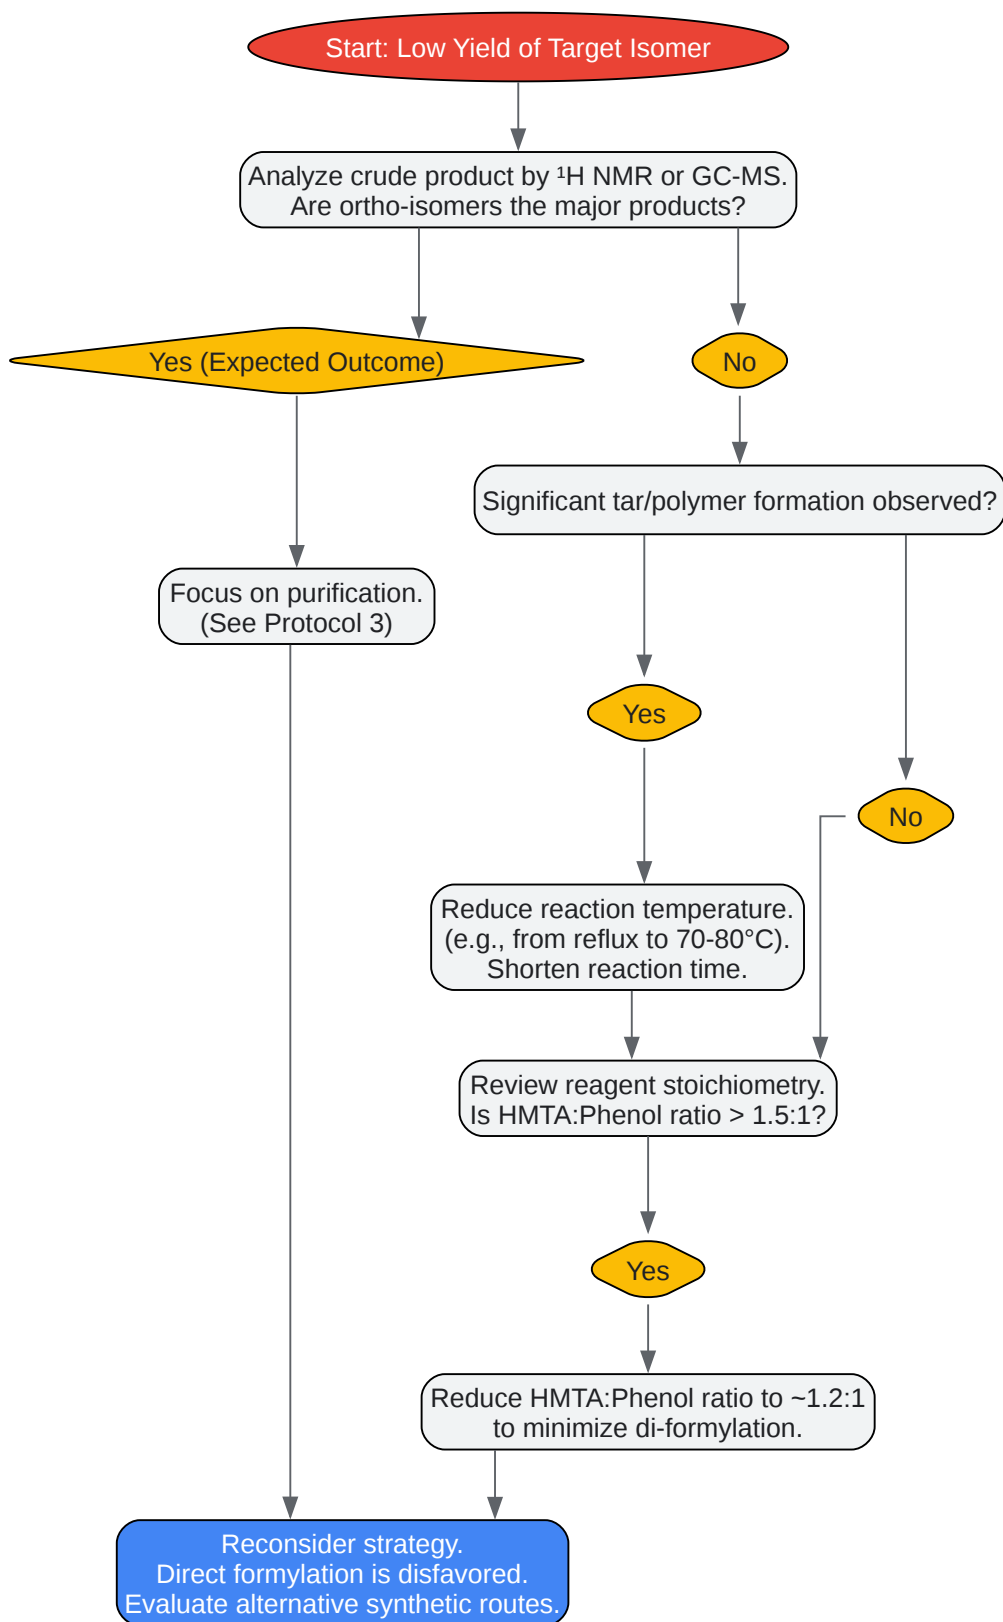 Start: Low Yield of Target Isomer
Analyze crude product by ¹H NMR or GC-MS.
Are ortho-isomers the major products?
Yes (Expected Outcome)
No
Significant tar/polymer formation observed?
Focus on purification.
(See Protocol 3)
Yes
No
Reduce reaction temperature.
(e.g., from reflux to 70-80°C).
Shorten reaction time.
Review reagent stoichiometry.
Is HMTA:Phenol ratio > 1.5:1?
Yes
Reduce HMTA:Phenol ratio to ~1.2:1
to minimize di-formylation.
Reconsider strategy.
Direct formylation is disfavored.
Evaluate alternative synthetic routes.